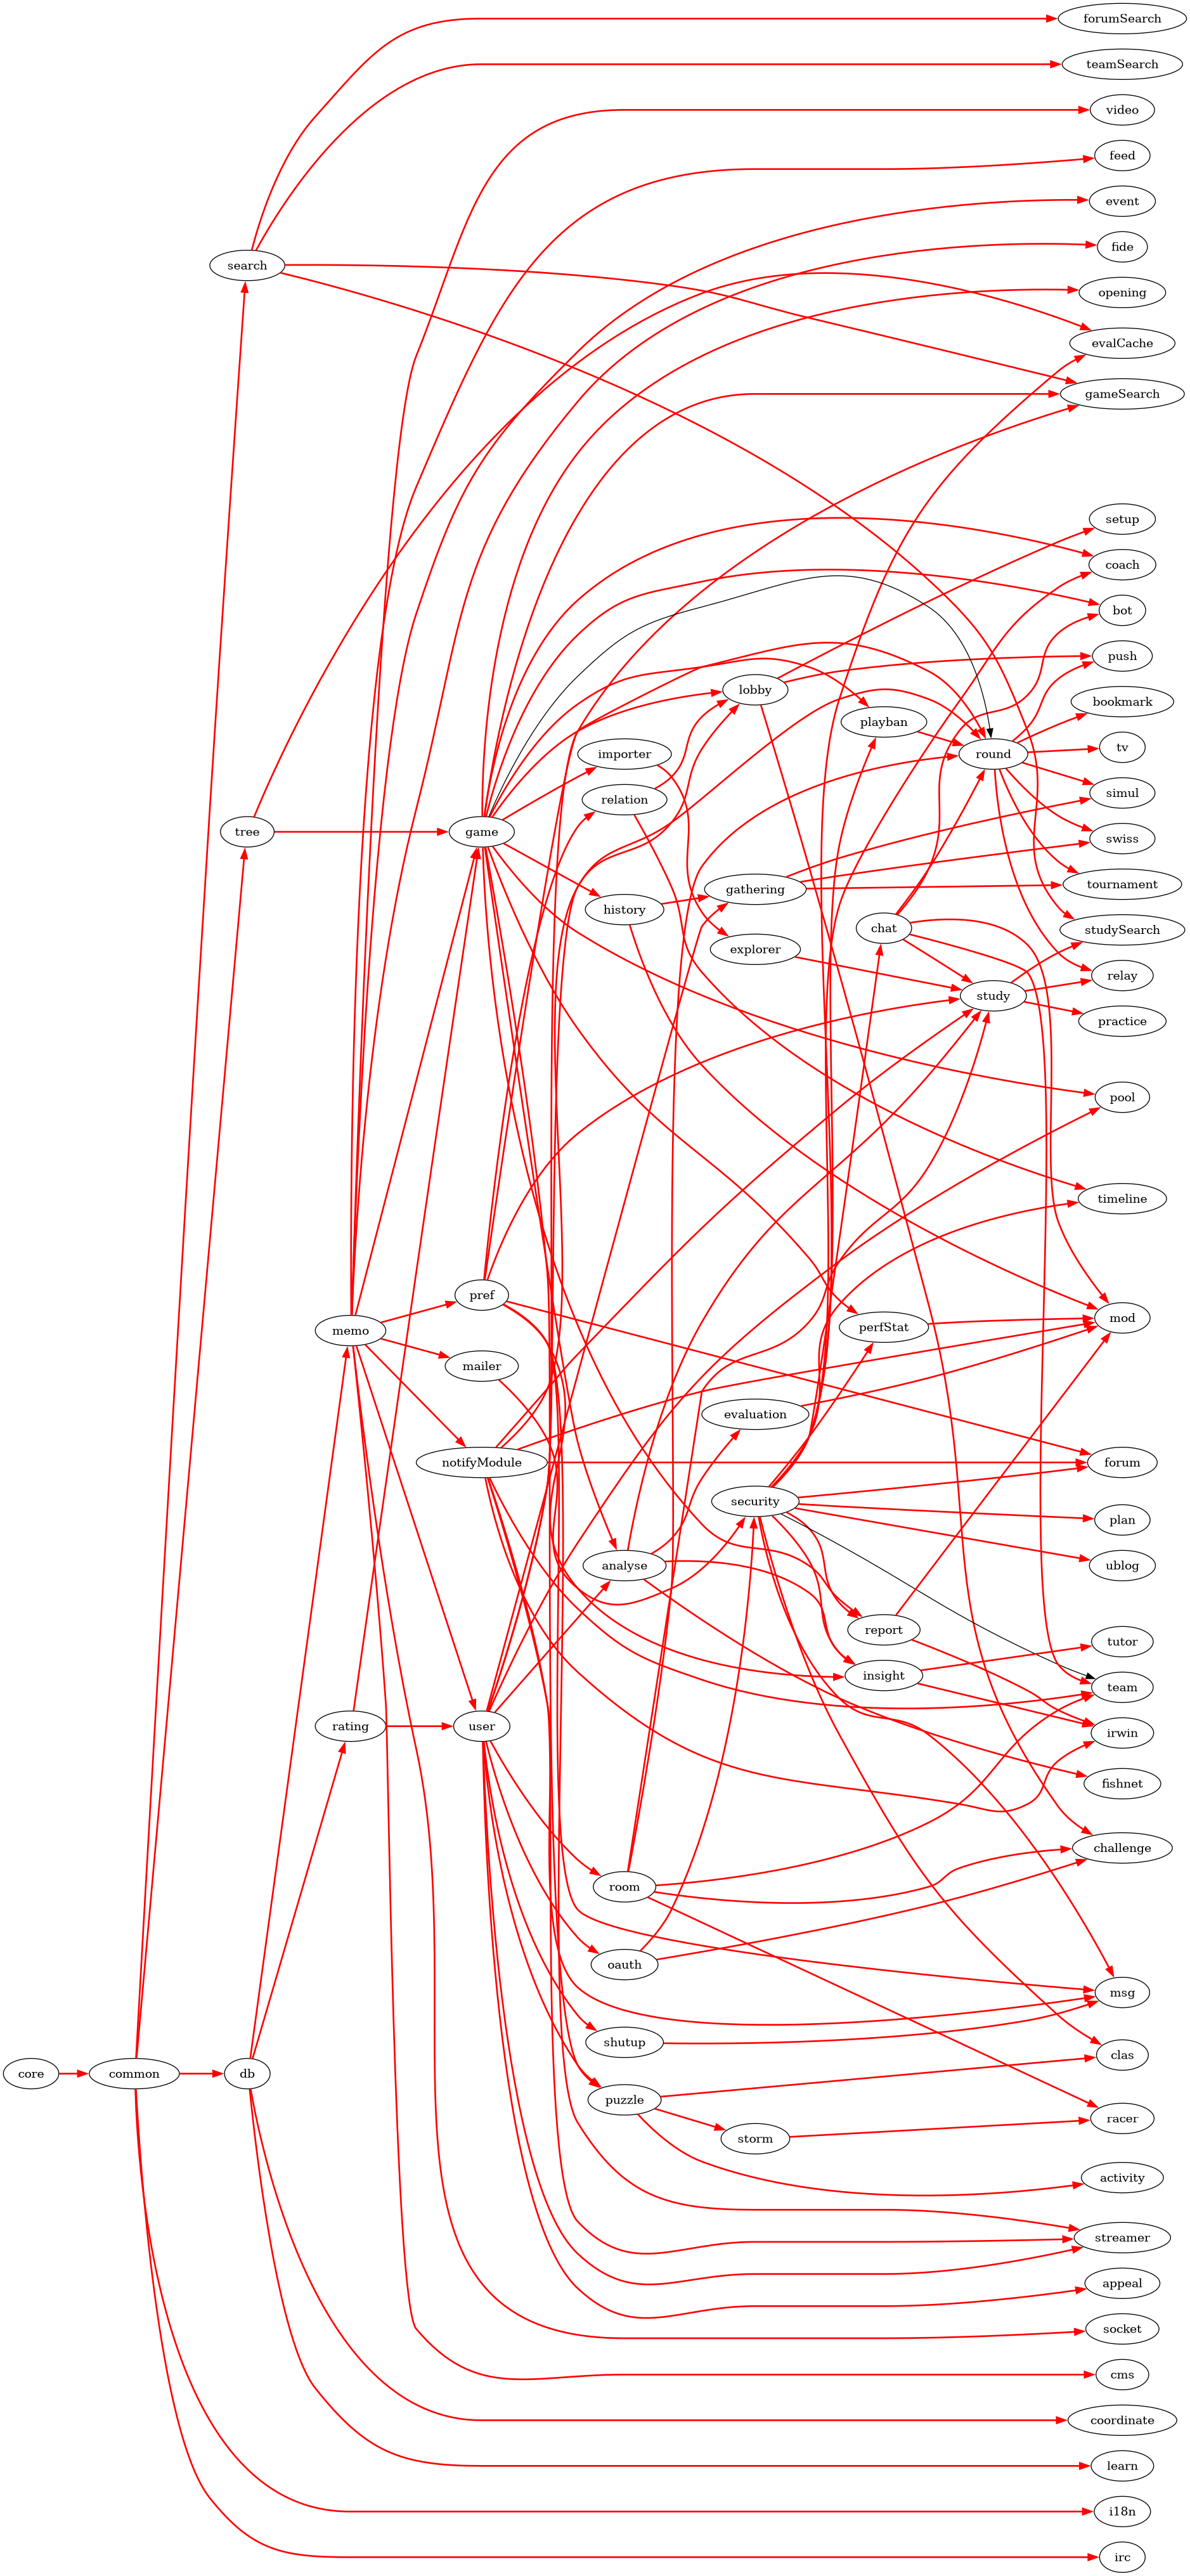 forumSearch
teamSearch
video
feed
event
fide
search
opening
evalCache
gameSearch
setup
coach
bot
push
lobby
bookmark
playban
tv
importer
round
simul
relation
tree
game
swiss
tournament
gathering
history
chat
studySearch
explorer
relay
study
practice
pool
timeline
pref
mod
perfStat
memo
mailer
evaluation
notifyModule
forum
security
plan
analyse
ublog
report
tutor
insight
team
rating
user
irwin
fishnet
challenge
room
oauth
msg
shutup
clas
core
common
db
puzzle
racer
storm
activity
streamer
appeal
socket
cms
coordinate
learn
i18n
irc